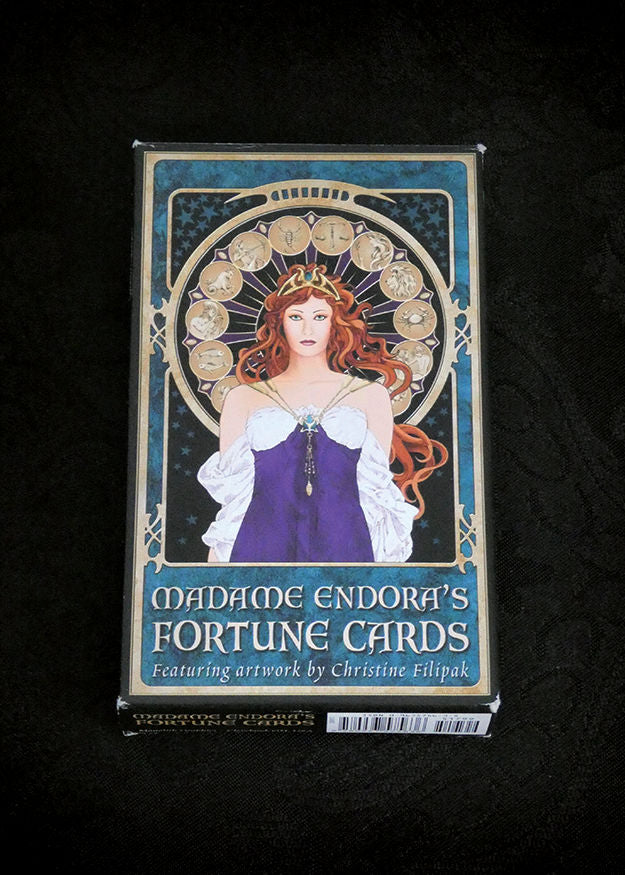 MADAME ENDORA'S
FORTUNE CARDS
Featuring artwork by Christine Filipak
MADAME ENDORA'S
FORTUNE CARDS